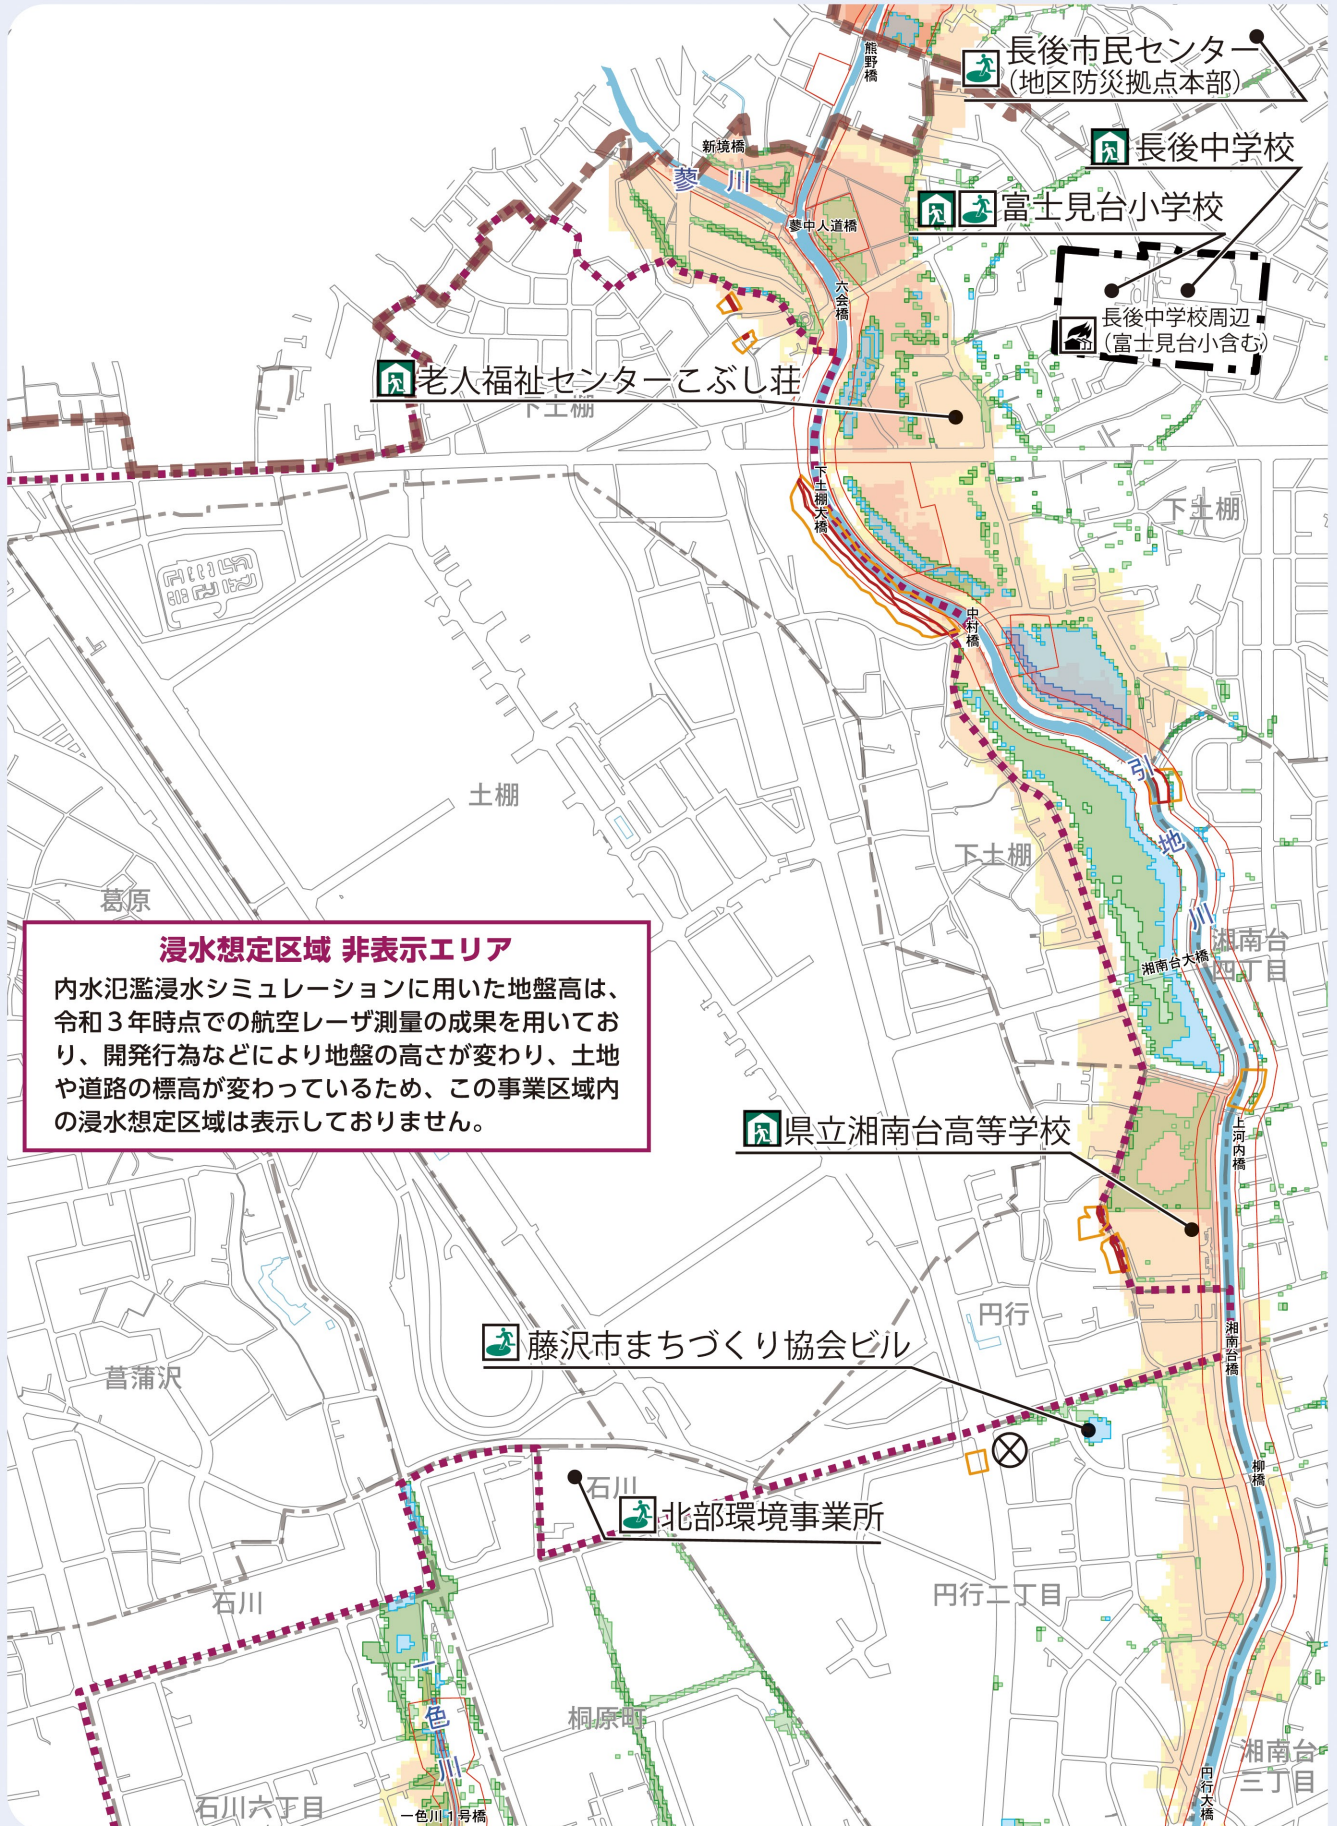 熊野橋
長後市民センター
(地区防災拠点本部)
長後中学校
新境橋
蓼川
富士見台小学校
蓼中人道橋
六会橋
長後中学校周辺
(富士見台小含む)
老人福祉センターこぶし荘
下土棚
下土棚大橋
下土棚
中村橋
引地川
土棚
下土棚
葛原
湘南台
四丁目
湘南台大橋
浸水想定区域 非表示エリア
内水氾濫浸水シミュレーションに用いた地盤高は、
令和3年時点での航空レーザ測量の成果を用いてお
り、開発行為などにより地盤の高さが変わり、土地
や道路の標高が変わっているため、この事業区域内
の浸水想定区域は表示しておりません。
県立湘南台高等学校
上河内橋
円行
湘南台橋
藤沢市まちづくり協会ビル
菖蒲沢
柳橋
石川
北部環境事業所
円行二丁目
石川
一色川
桐原町
湘南台
三丁目
円行大橋
石川六丁目
一色川1号橋